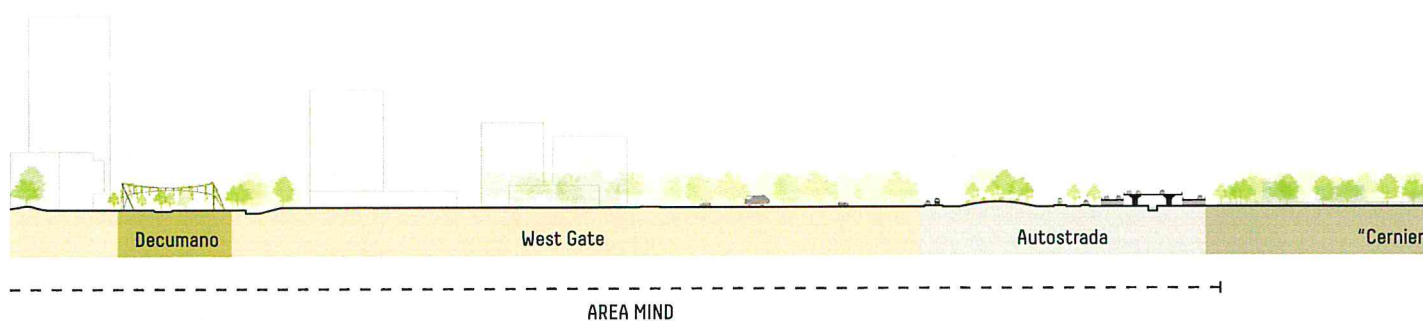 Decumano
West Gate
Autostrada
"Cernier
AREA MIND